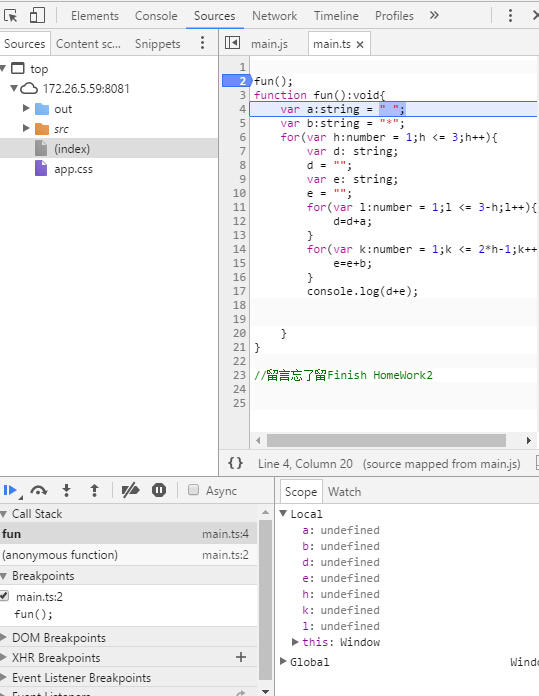 Elements Console Sources Network Timeline Profiles »
Sources Content sc... Snippets
main.js main.ts ×
top
172.26.5.59:8081
out
src
(index)
app.css
1
2 fun();
3 function fun():void{
4 var a:string = " ";
5 var b:string = "*";
6 for(var h:number = 1;h <= 3;h++){
7 var d: string;
8 d = "";
9 var e: string;
10 e = "";
11 for(var l:number = 1;l <= 3-h;l++){
12 d=d+a;
13 }
14 for(var k:number = 1;k <= 2*h-1;k++
15 e=e+b;
16 }
17 console.log(d+e);
18
19
20 }
21 }
22
23 //留言忘了留Finish HomeWork2
24
25
{} Line 4, Column 20 (source mapped from main.js)
Async
Call Stack
fun main.ts:4
(anonymous function) main.ts:2
Breakpoints
main.ts:2
fun();
DOM Breakpoints
XHR Breakpoints +
Event Listener Breakpoints
Event Listeners
Scope Watch
Local
a: undefined
b: undefined
d: undefined
e: undefined
h: undefined
k: undefined
l: undefined
this: Window
Global Windo